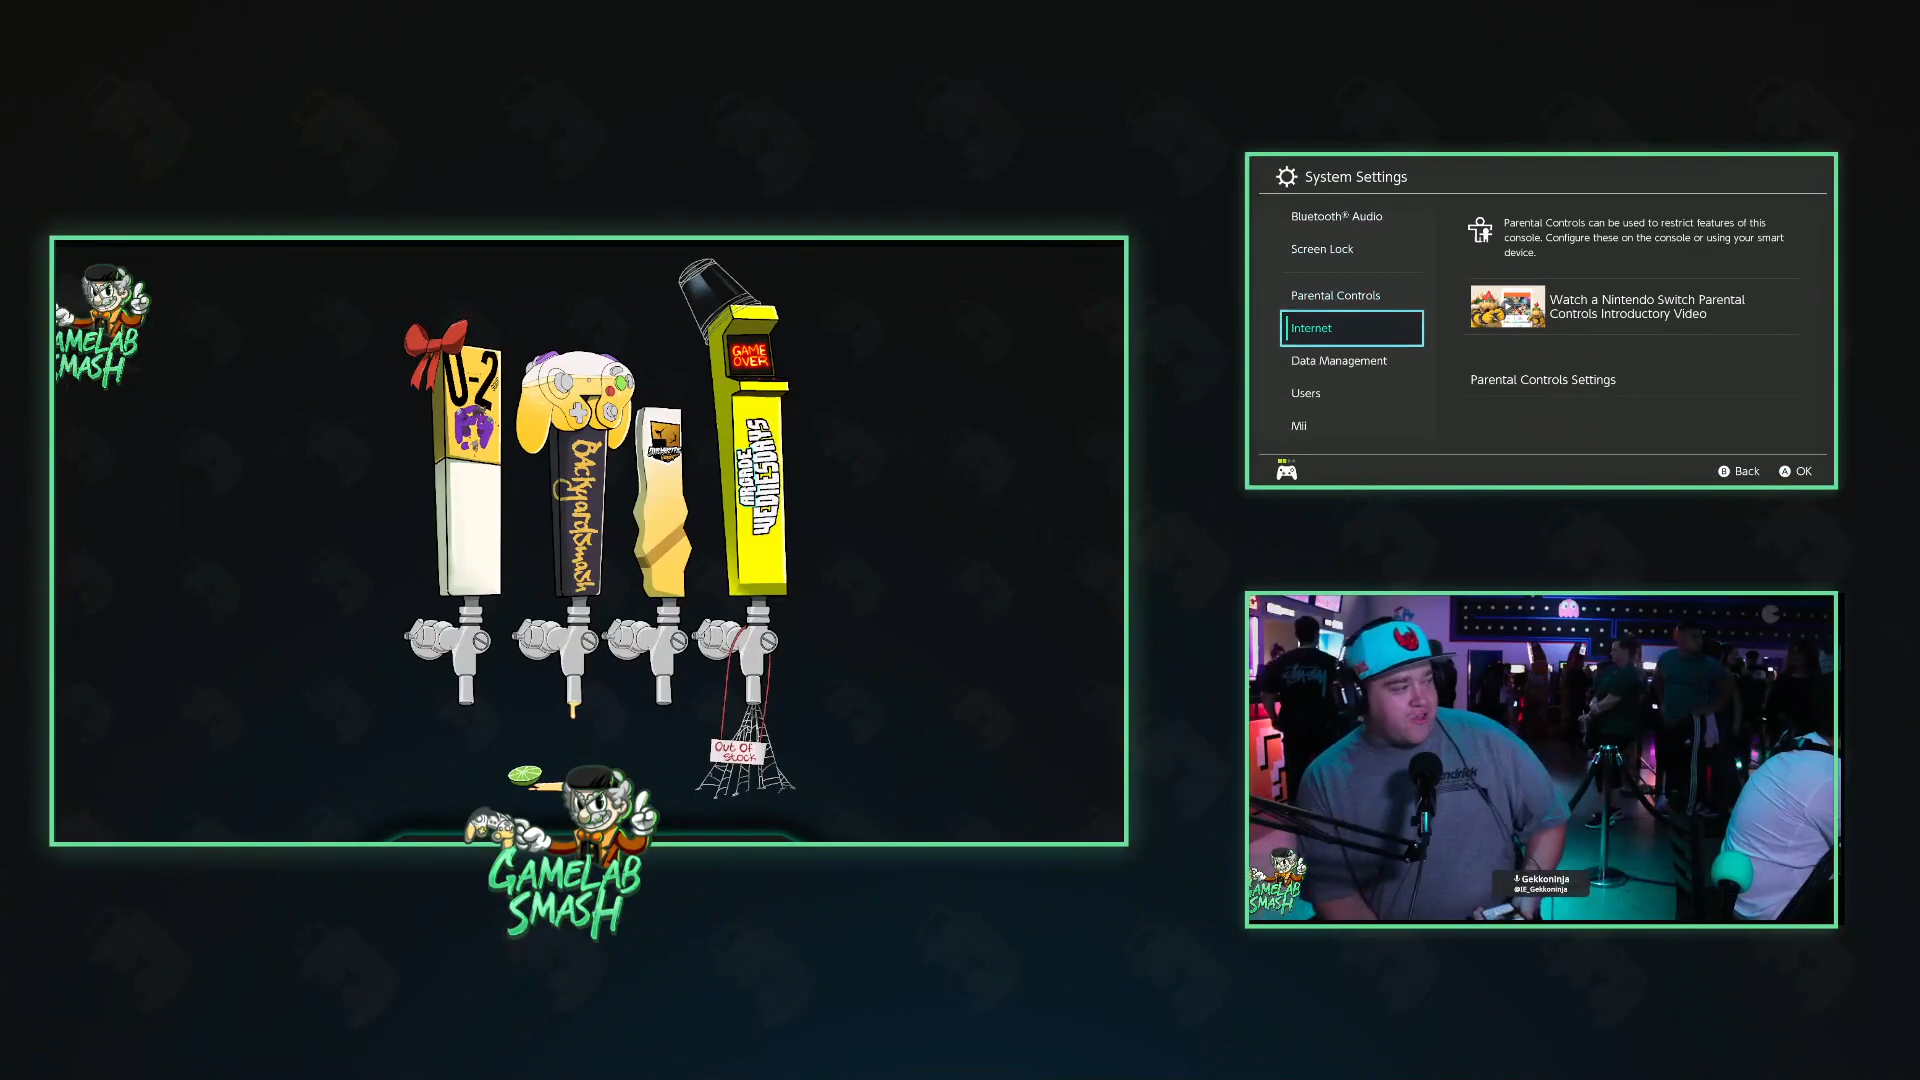 AMELAB
SMASH
U-2
BackyardSmash
GAME
OVER
ARCADE
WEDNESDAYS
Out Of
Stock
GAMELAB
SMASH
System Settings
Bluetooth® Audio
Screen Lock
Parental Controls
Internet
Data Management
Users
Mii
Parental Controls can be used to restrict features of this
console. Configure these on the console or using your smart
device.
Watch a Nintendo Switch Parental
Controls Introductory Video
Parental Controls Settings
B Back
A OK
Gekkoninja
@IE_Gekkoninja
AMELAB
SMASH